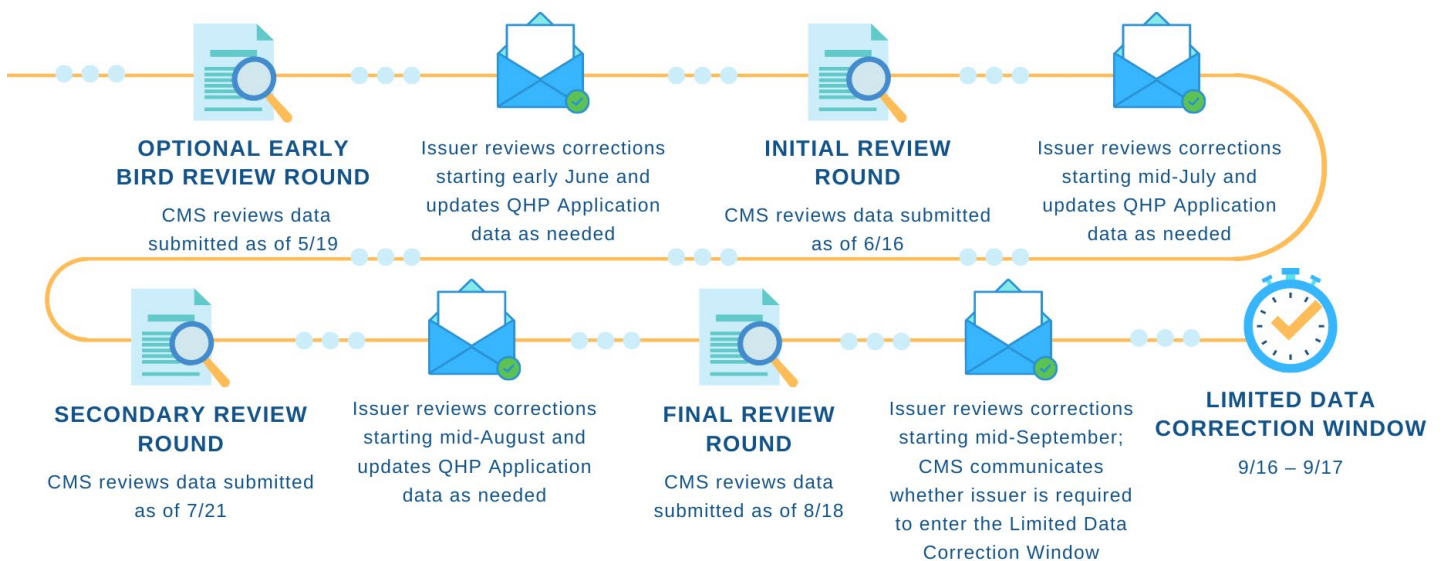 OPTIONAL EARLY
BIRD REVIEW ROUND
CMS reviews data
submitted as of 5/19
Issuer reviews corrections
starting early June and
updates QHP Application
data as needed
INITIAL REVIEW
ROUND
CMS reviews data submitted
as of 6/16
Issuer reviews corrections
starting mid-July and
updates QHP Application
data as needed
SECONDARY REVIEW
ROUND
CMS reviews data submitted
as of 7/21
Issuer reviews corrections
starting mid-August and
updates QHP Application
data as needed
FINAL REVIEW
ROUND
CMS reviews data
submitted as of 8/18
Issuer reviews corrections
starting mid-September;
CMS communicates
whether issuer is required
to enter the Limited Data
Correction Window
LIMITED DATA
CORRECTION WINDOW
9/16 – 9/17